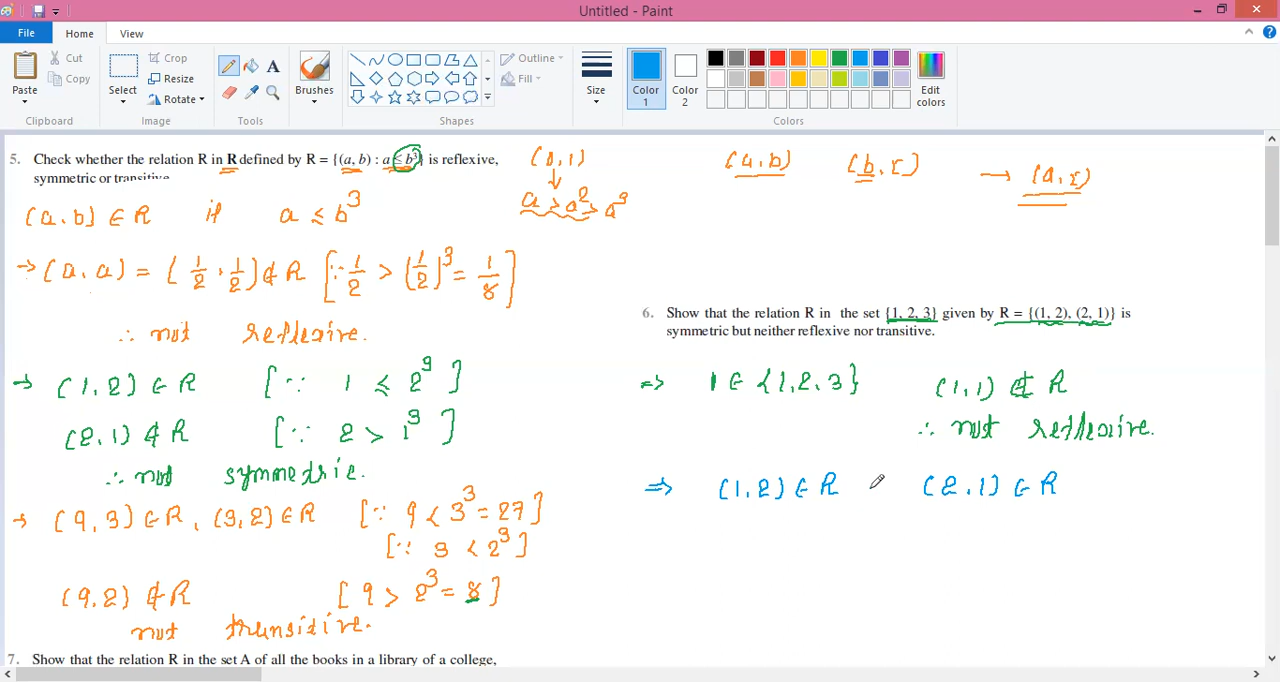 Untitled - Paint
File Home View
Cut
Copy
Paste
Clipboard
Crop
Resize
Rotate
Select
Image
A
Tools
Brushes
Outline
Fill
Shapes
Size
Color 1
Color 2
Edit colors
Colors
5. Check whether the relation R in R defined by R = {(a, b) : a ≤ b³} is reflexive,
symmetric or transitive.
(a, b) ∈ R if a ≤ b³
→ (a, a) = (1/2, 1/2) ∉ R [∵ 1/2 > (1/2)³ = 1/8]
∴ not reflexive.
→ (1, 2) ∈ R [∵ 1 ≤ 2³]
(2, 1) ∉ R [∵ 2 > 1³]
∴ not symmetric.
→ (9, 3) ∈ R, (3, 2) ∈ R [∵ 9 < 3³ = 27]
[∵ 3 < 2³]
(9, 2) ∉ R [9 > 2³ = 8]
not transitive.
7. Show that the relation R in the set A of all the books in a library of a college,
(0, 1)
↓
a > a² > a³
(a, b) (b, c) → (a, c)
6. Show that the relation R in the set {1, 2, 3} given by R = {(1, 2), (2, 1)} is
symmetric but neither reflexive nor transitive.
⇒ 1 ∈ {1, 2, 3} (1, 1) ∉ R
∴ not reflexive.
⇒ (1, 2) ∈ R (2, 1) ∈ R